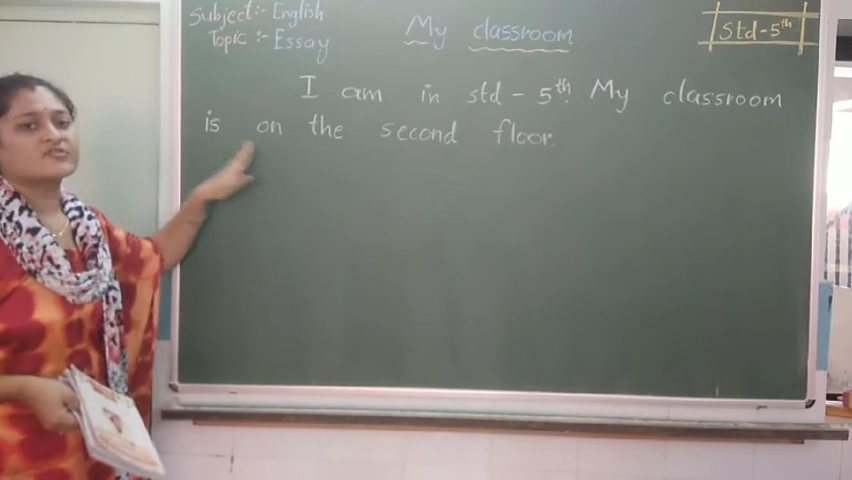 Subject:- English
Topic :- Essay
My classroom
Std-5th
I am in std - 5th. My classroom
is on the second floor.